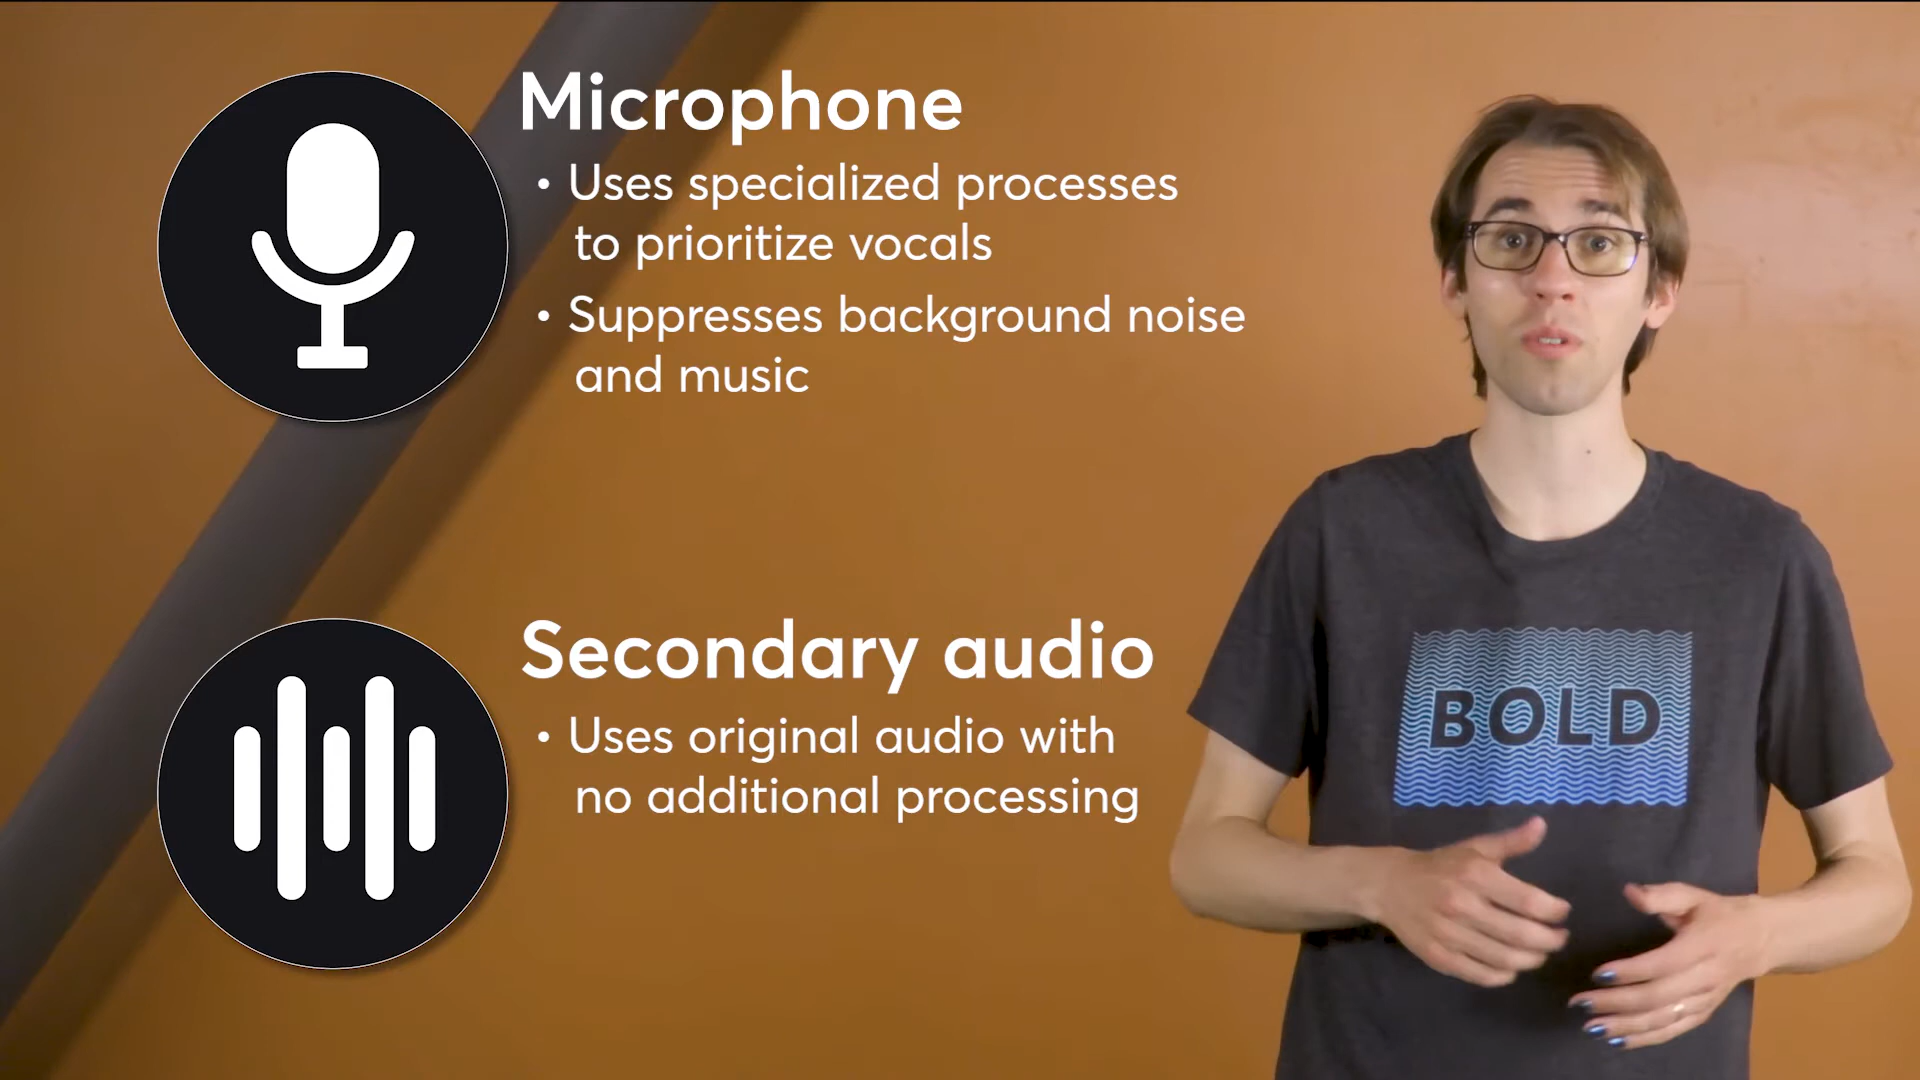 Microphone
• Uses specialized processes
to prioritize vocals
• Suppresses background noise
and music
Secondary audio
• Uses original audio with
no additional processing
BOLD